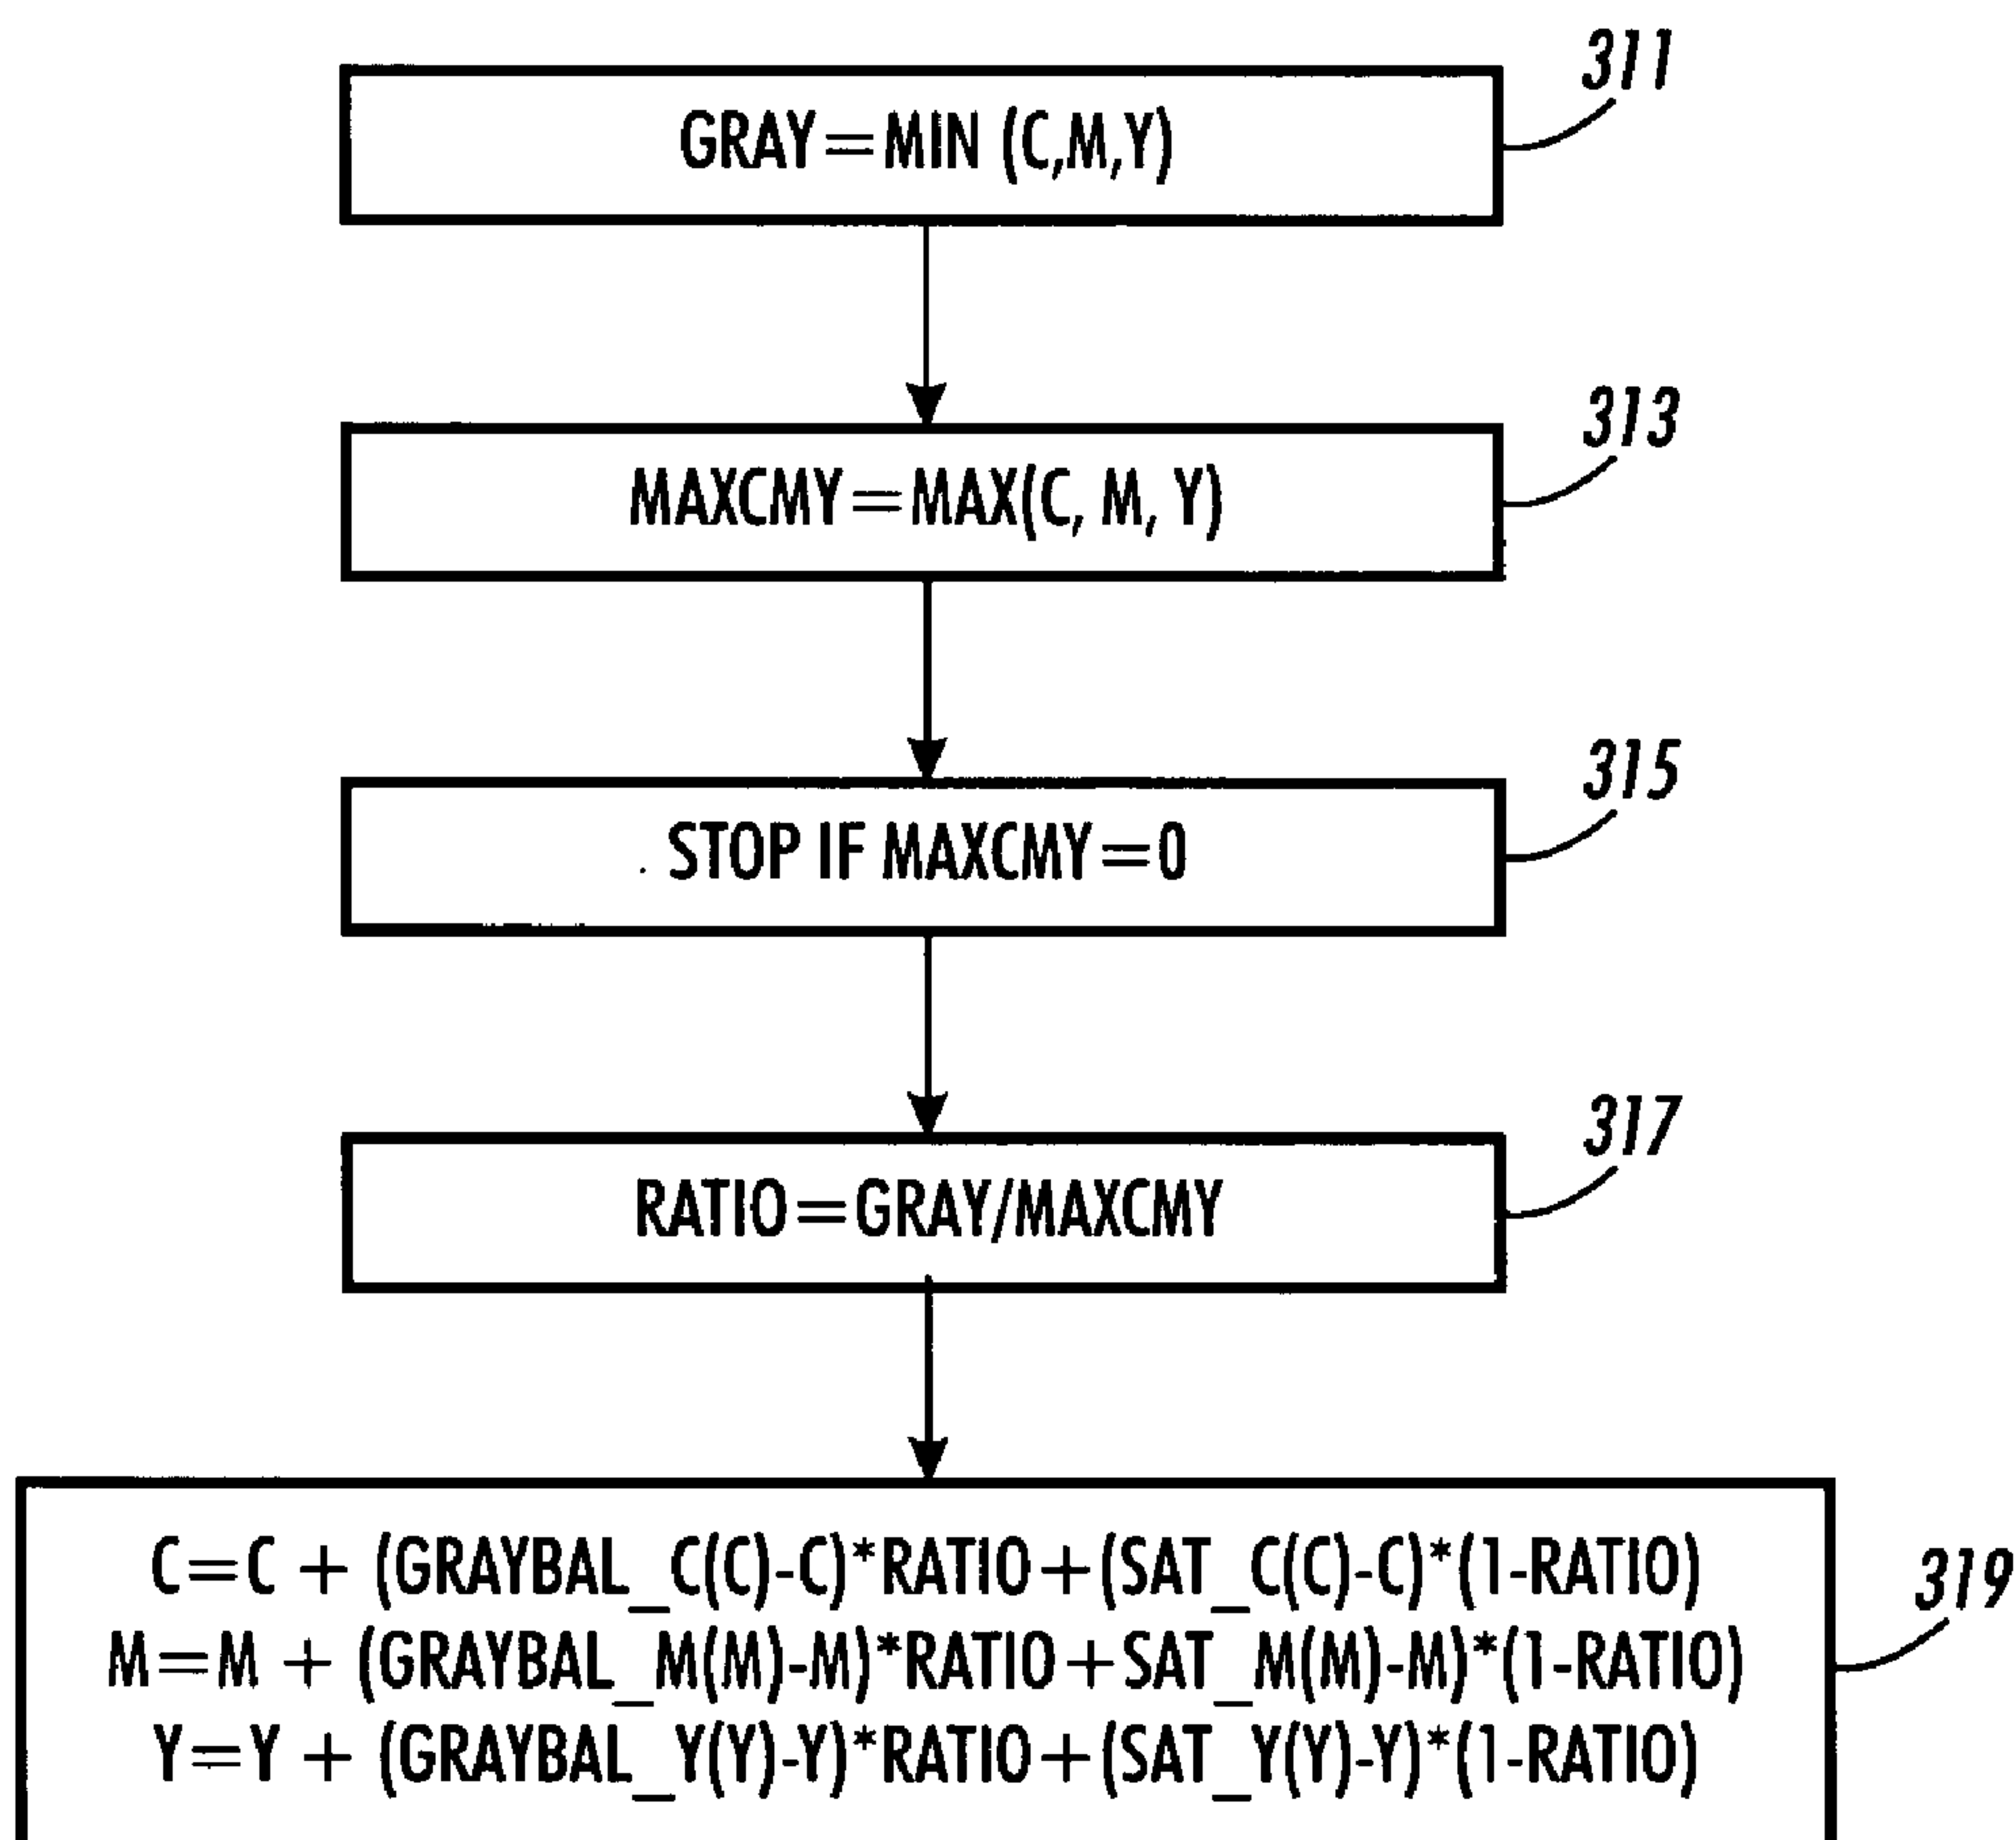 311
GRAY=MIN (C,M,Y)
313
MAXCMY=MAX(C, M, Y)
315
STOP IF MAXCMY=0
317
RATIO=GRAY/MAXCMY
C=C + (GRAYBAL_C(C)-C)*RATIO+(SAT_C(C)-C)*(1-RATIO)
319
M=M + (GRAYBAL_M(M)-M)*RATIO+SAT_M(M)-M)*(1-RATIO)
Y=Y + (GRAYBAL_Y(Y)-Y)*RATIO+(SAT_Y(Y)-Y)*(1-RATIO)